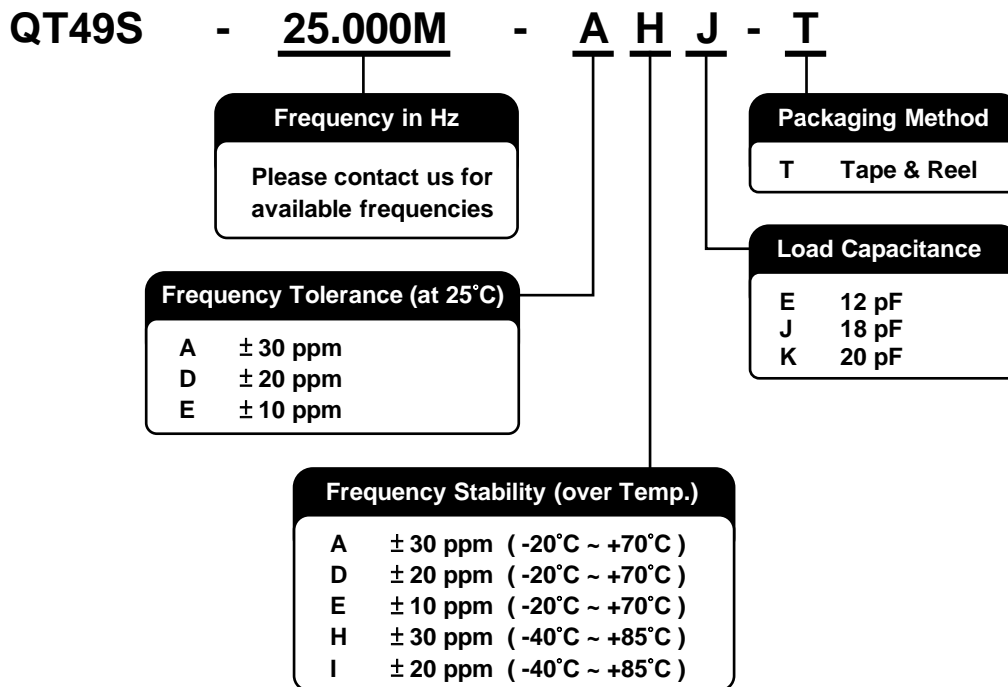 QT49S - 25.000M - A H J - T
Frequency in Hz
Please contact us for
available frequencies
Packaging Method
T Tape & Reel
Load Capacitance
E 12 pF
J 18 pF
K 20 pF
Frequency Tolerance (at 25°C)
A ± 30 ppm
D ± 20 ppm
E ± 10 ppm
Frequency Stability (over Temp.)
A ± 30 ppm ( -20°C ~ +70°C )
D ± 20 ppm ( -20°C ~ +70°C )
E ± 10 ppm ( -20°C ~ +70°C )
H ± 30 ppm ( -40°C ~ +85°C )
I ± 20 ppm ( -40°C ~ +85°C )